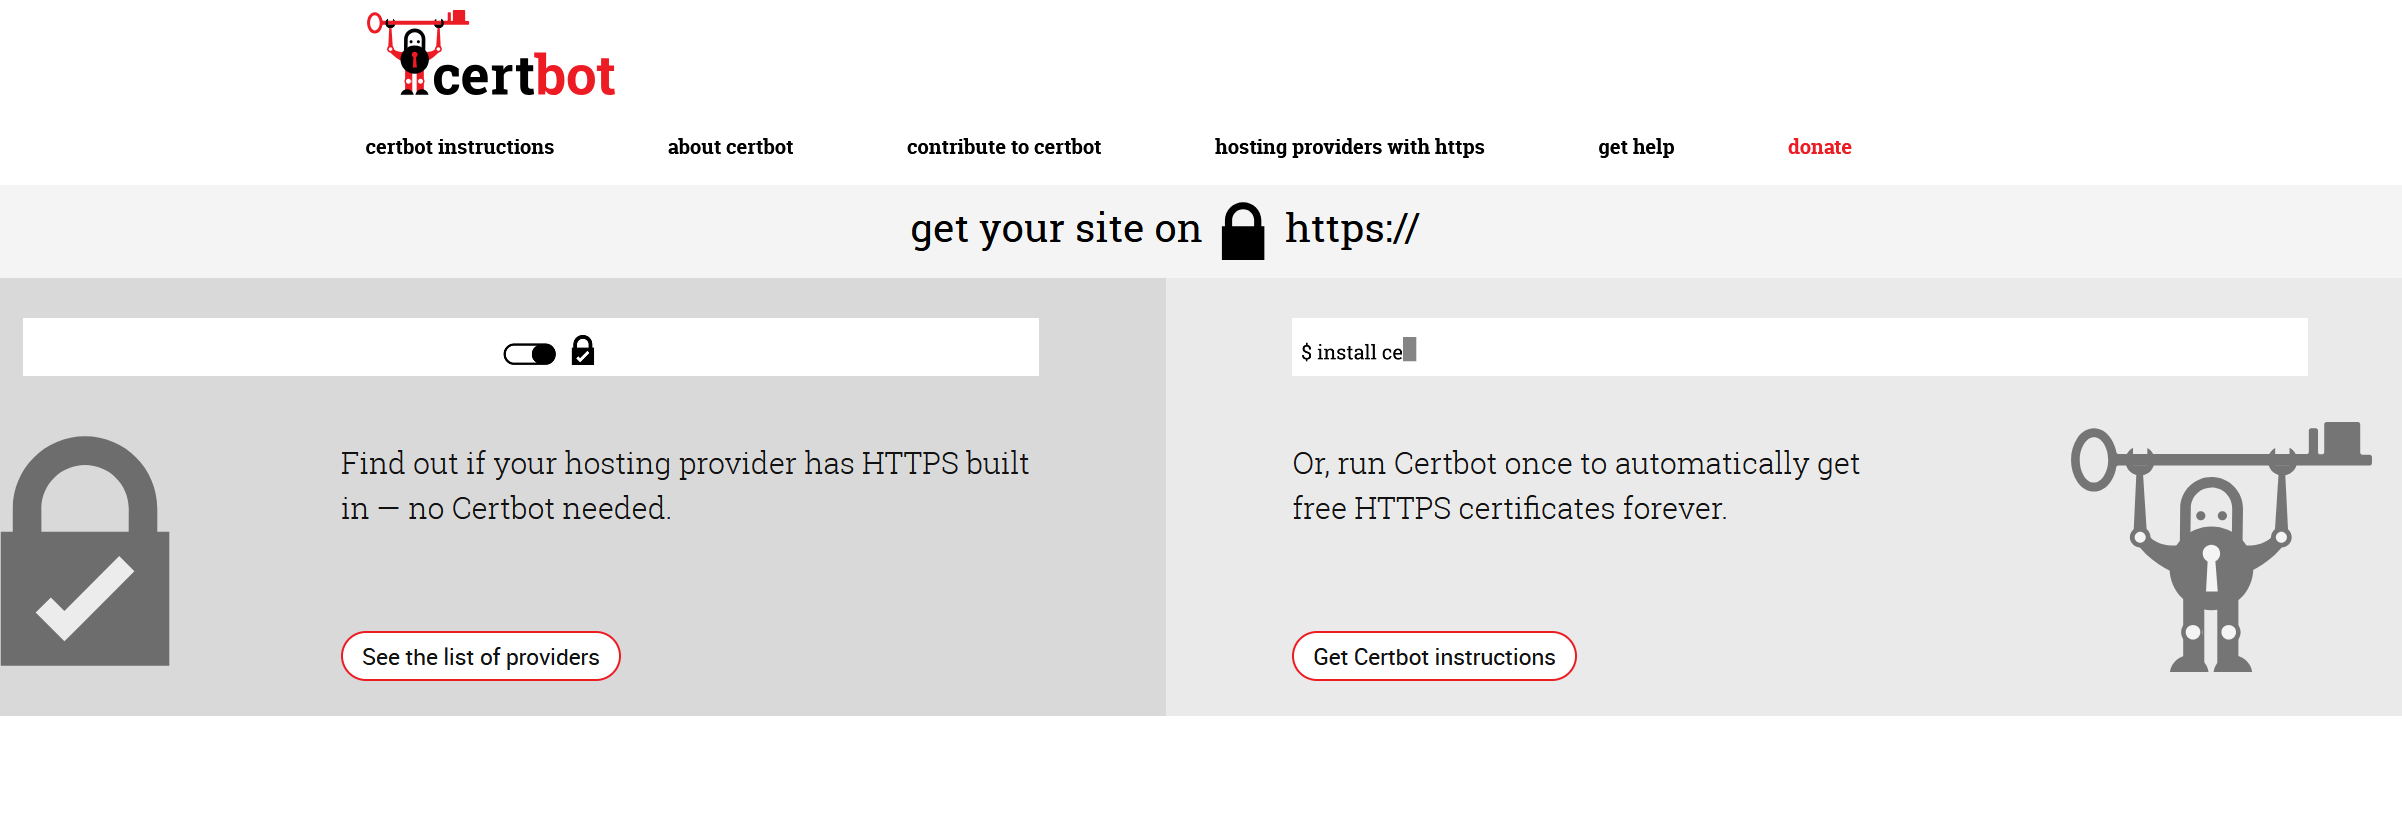 certbot
certbot instructions
about certbot
contribute to certbot
hosting providers with https
get help
donate
get your site on https://
$ install ce
Find out if your hosting provider has HTTPS built
in — no Certbot needed.
See the list of providers
Or, run Certbot once to automatically get
free HTTPS certificates forever.
Get Certbot instructions